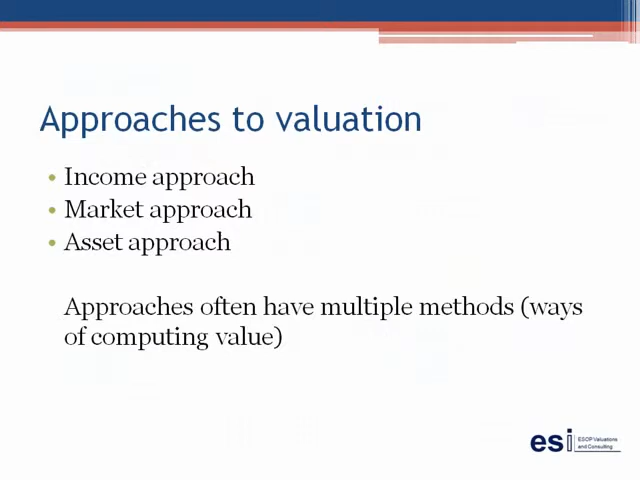 Approaches to valuation
• Income approach
• Market approach
• Asset approach
Approaches often have multiple methods (ways
of computing value)
esi ESOP Valuations
and Consulting